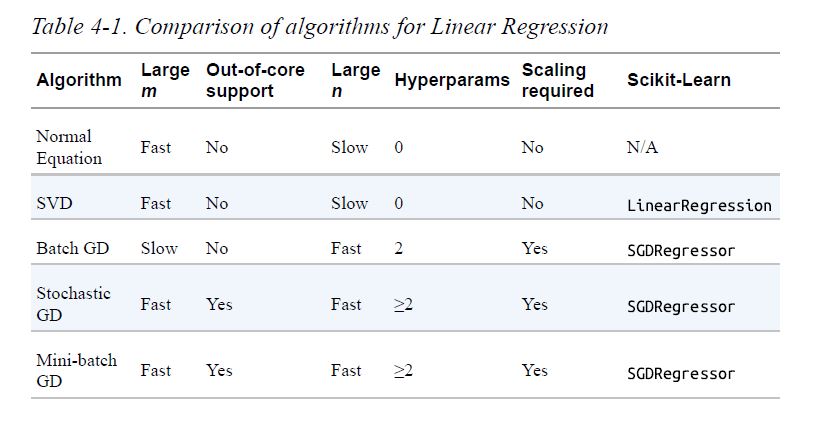 Table 4-1. Comparison of algorithms for Linear Regression
Algorithm Large m Out-of-core support Large n Hyperparams Scaling required Scikit-Learn
Normal Equation Fast No Slow 0 No N/A
SVD Fast No Slow 0 No LinearRegression
Batch GD Slow No Fast 2 Yes SGDRegressor
Stochastic GD Fast Yes Fast ≥2 Yes SGDRegressor
Mini-batch GD Fast Yes Fast ≥2 Yes SGDRegressor